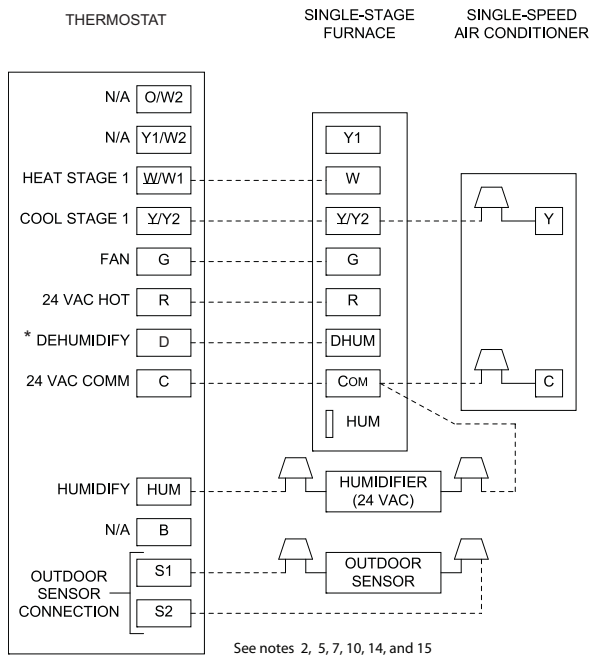 THERMOSTAT
SINGLE-STAGE
FURNACE
SINGLE-SPEED
AIR CONDITIONER
N/A O/W2
N/A Y1/W2 Y1
HEAT STAGE 1 W/W1 W
COOL STAGE 1 Y/Y2 Y/Y2 Y
FAN G G
24 VAC HOT R R
* DEHUMIDIFY D DHUM
24 VAC COMM C COM C
HUM
HUMIDIFY HUM HUMIDIFIER
(24 VAC)
N/A B
OUTDOOR
SENSOR
CONNECTION
S1
S2
OUTDOOR
SENSOR
See notes 2, 5, 7, 10, 14, and 15